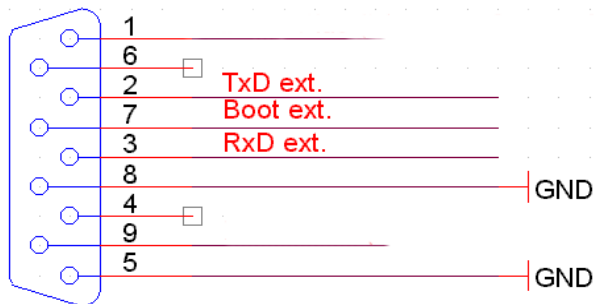 1
6
2 TxD ext.
7 Boot ext.
3 RxD ext.
8 GND
4
9
5 GND